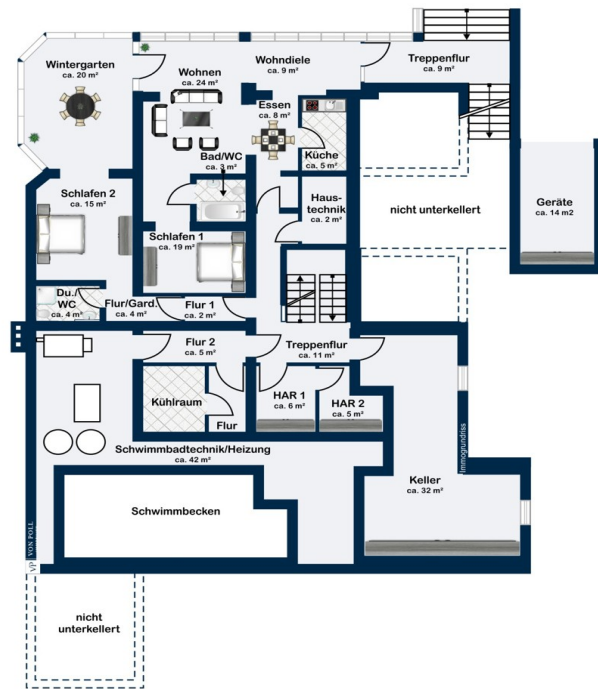 Wintergarten
ca. 20 m²
Wohnen
ca. 24 m²
Wohndiele
ca. 9 m²
Treppenflur
ca. 9 m²
Essen
ca. 8 m²
Bad/WC
ca. 3 m²
Küche
ca. 5 m²
Schlafen 2
ca. 15 m²
Haus-
technik
ca. 2 m²
nicht unterkellert
Geräte
ca. 14 m2
Schlafen 1
ca. 19 m²
Du./
WC
ca. 4 m²
Flur/Gard.
ca. 4 m²
Flur 1
ca. 2 m²
Flur 2
ca. 5 m²
Treppenflur
ca. 11 m²
Kühlraum
Flur
HAR 1
ca. 6 m²
HAR 2
ca. 5 m²
Immogrundriss
Schwimmbadtechnik/Heizung
ca. 42 m²
Keller
ca. 32 m²
Schwimmbecken
VP VON POLL
nicht
unterkellert